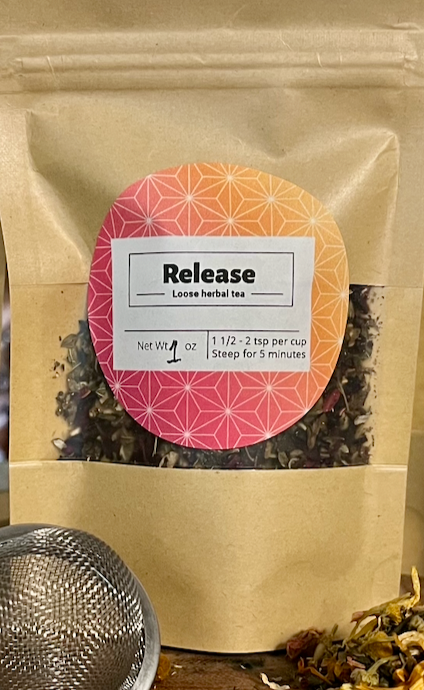 Release
Loose herbal tea
Net Wt 1 oz
1 1/2 - 2 tsp per cup
Steep for 5 minutes